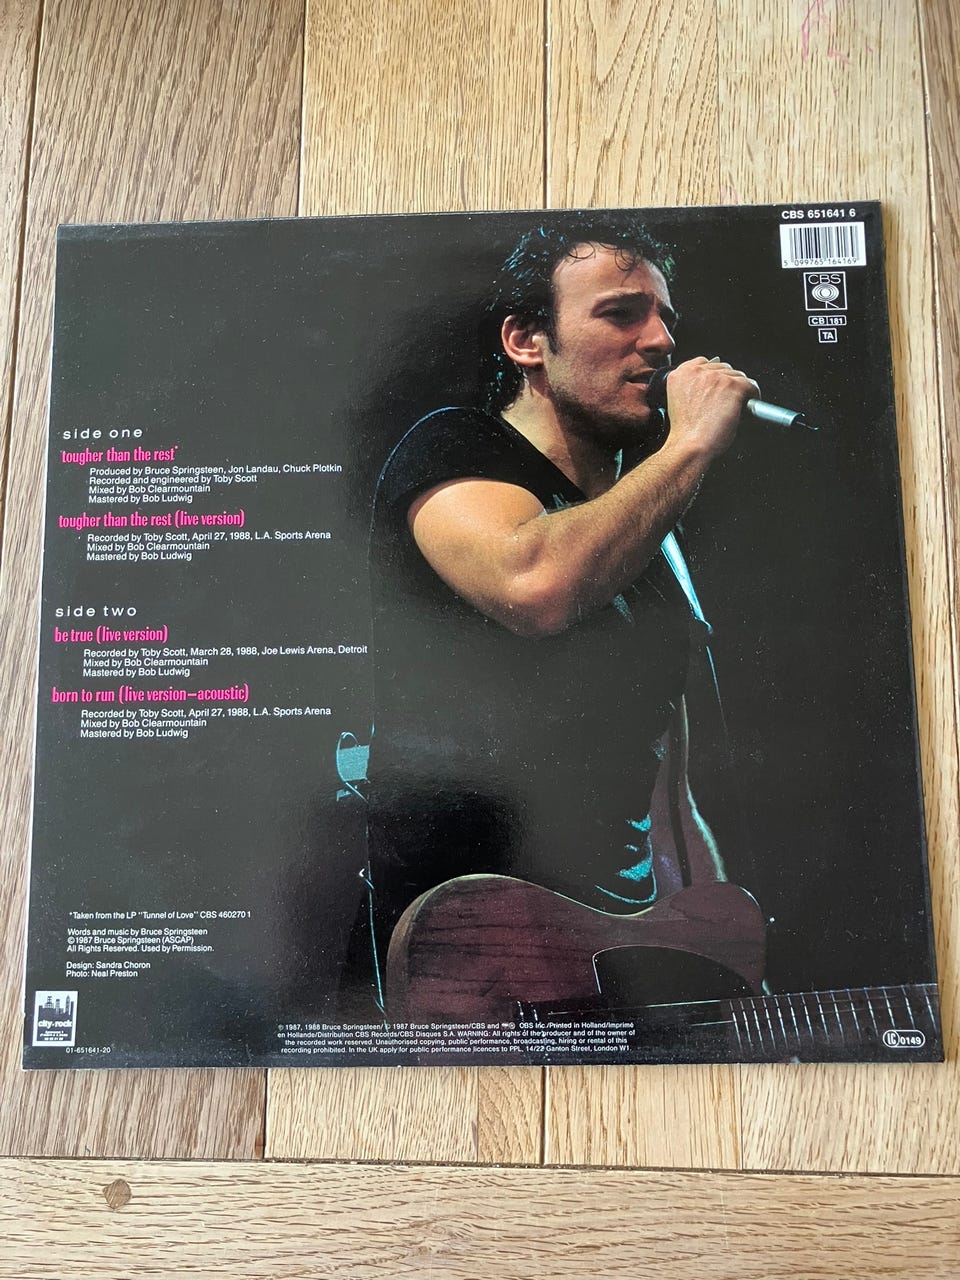 CBS 651641 6
5 099765 164169
CBS
CB 181
TA
side one
tougher than the rest*
Produced by Bruce Springsteen, Jon Landau, Chuck Plotkin
Recorded and engineered by Toby Scott
Mixed by Bob Clearmountain
Mastered by Bob Ludwig
tougher than the rest (live version)
Recorded by Toby Scott, April 27, 1988, L.A. Sports Arena
Mixed by Bob Clearmountain
Mastered by Bob Ludwig
side two
be true (live version)
Recorded by Toby Scott, March 28, 1988, Joe Lewis Arena, Detroit
Mixed by Bob Clearmountain
Mastered by Bob Ludwig
born to run (live version—acoustic)
Recorded by Toby Scott, April 27, 1988, L.A. Sports Arena
Mixed by Bob Clearmountain
Mastered by Bob Ludwig
*Taken from the LP "Tunnel of Love" CBS 460270 1
Words and music by Bruce Springsteen
© 1987 Bruce Springsteen (ASCAP)
All Rights Reserved. Used by Permission.
Design: Sandra Choron
Photo: Neal Preston
city-rock
01-651641-20
℗ 1987, 1988 Bruce Springsteen/ © 1987 Bruce Springsteen/CBS and CBS Inc./Printed in Holland/Imprimé
en Hollande/Distribution CBS Records/CBS Disques S.A. WARNING: All rights of the producer and of the owner of
the recorded work reserved. Unauthorised copying, public performance, broadcasting, hiring or rental of this
recording prohibited. In the UK apply for public performance licences to PPL, 14/22 Ganton Street, London W1.
LC 0149